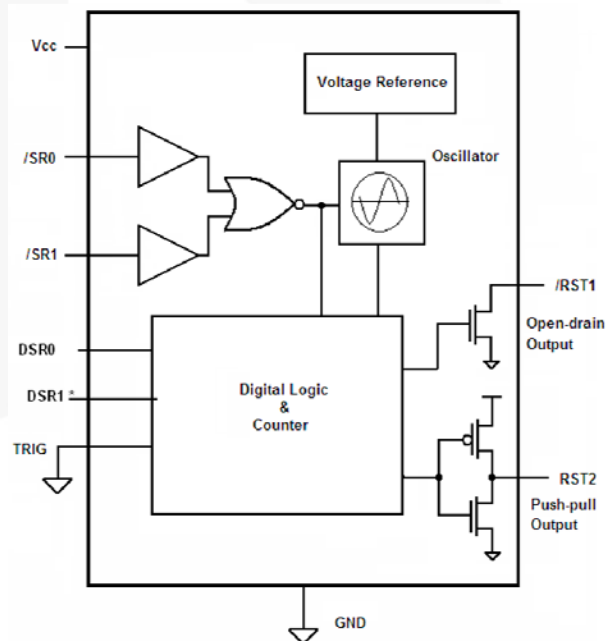 Vcc
Voltage Reference
/SR0
Oscillator
/SR1
/RST1
Open-drain
Output
DSR0
DSR1 *
Digital Logic
&
Counter
TRIG
RST2
Push-pull
Output
GND